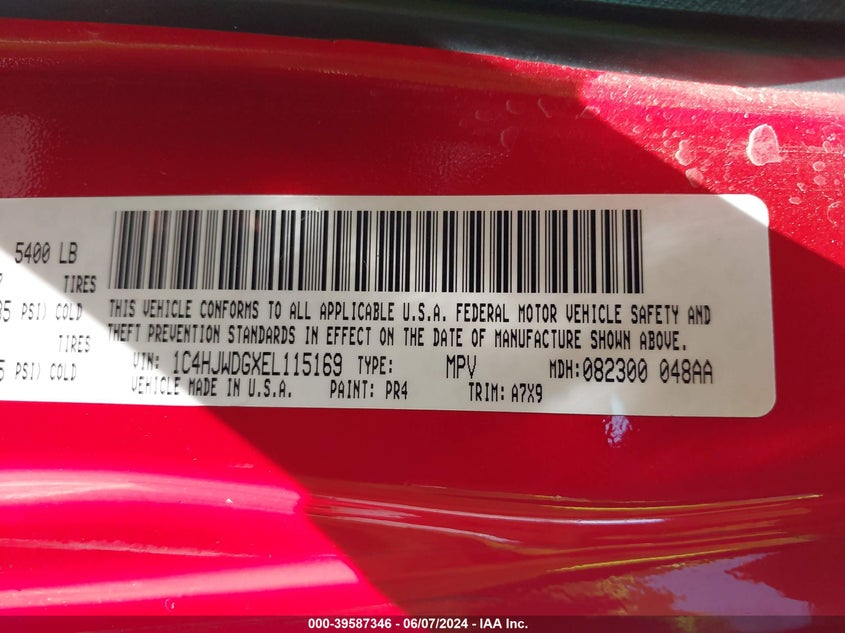 5400 LB
TIRES
PSI) COLD
TIRES
PSI) COLD
THIS VEHICLE CONFORMS TO ALL APPLICABLE U.S.A. FEDERAL MOTOR VEHICLE SAFETY AND
THEFT PREVENTION STANDARDS IN EFFECT ON THE DATE OF MANUFACTURE SHOWN ABOVE.
VIN: 1C4HJWDGXEL115169 TYPE: MPV MDH:082300 048AA
VEHICLE MADE IN U.S.A. PAINT: PR4 TRIM: A7X9
000-39587346 — 06/07/2024 - IAA Inc.